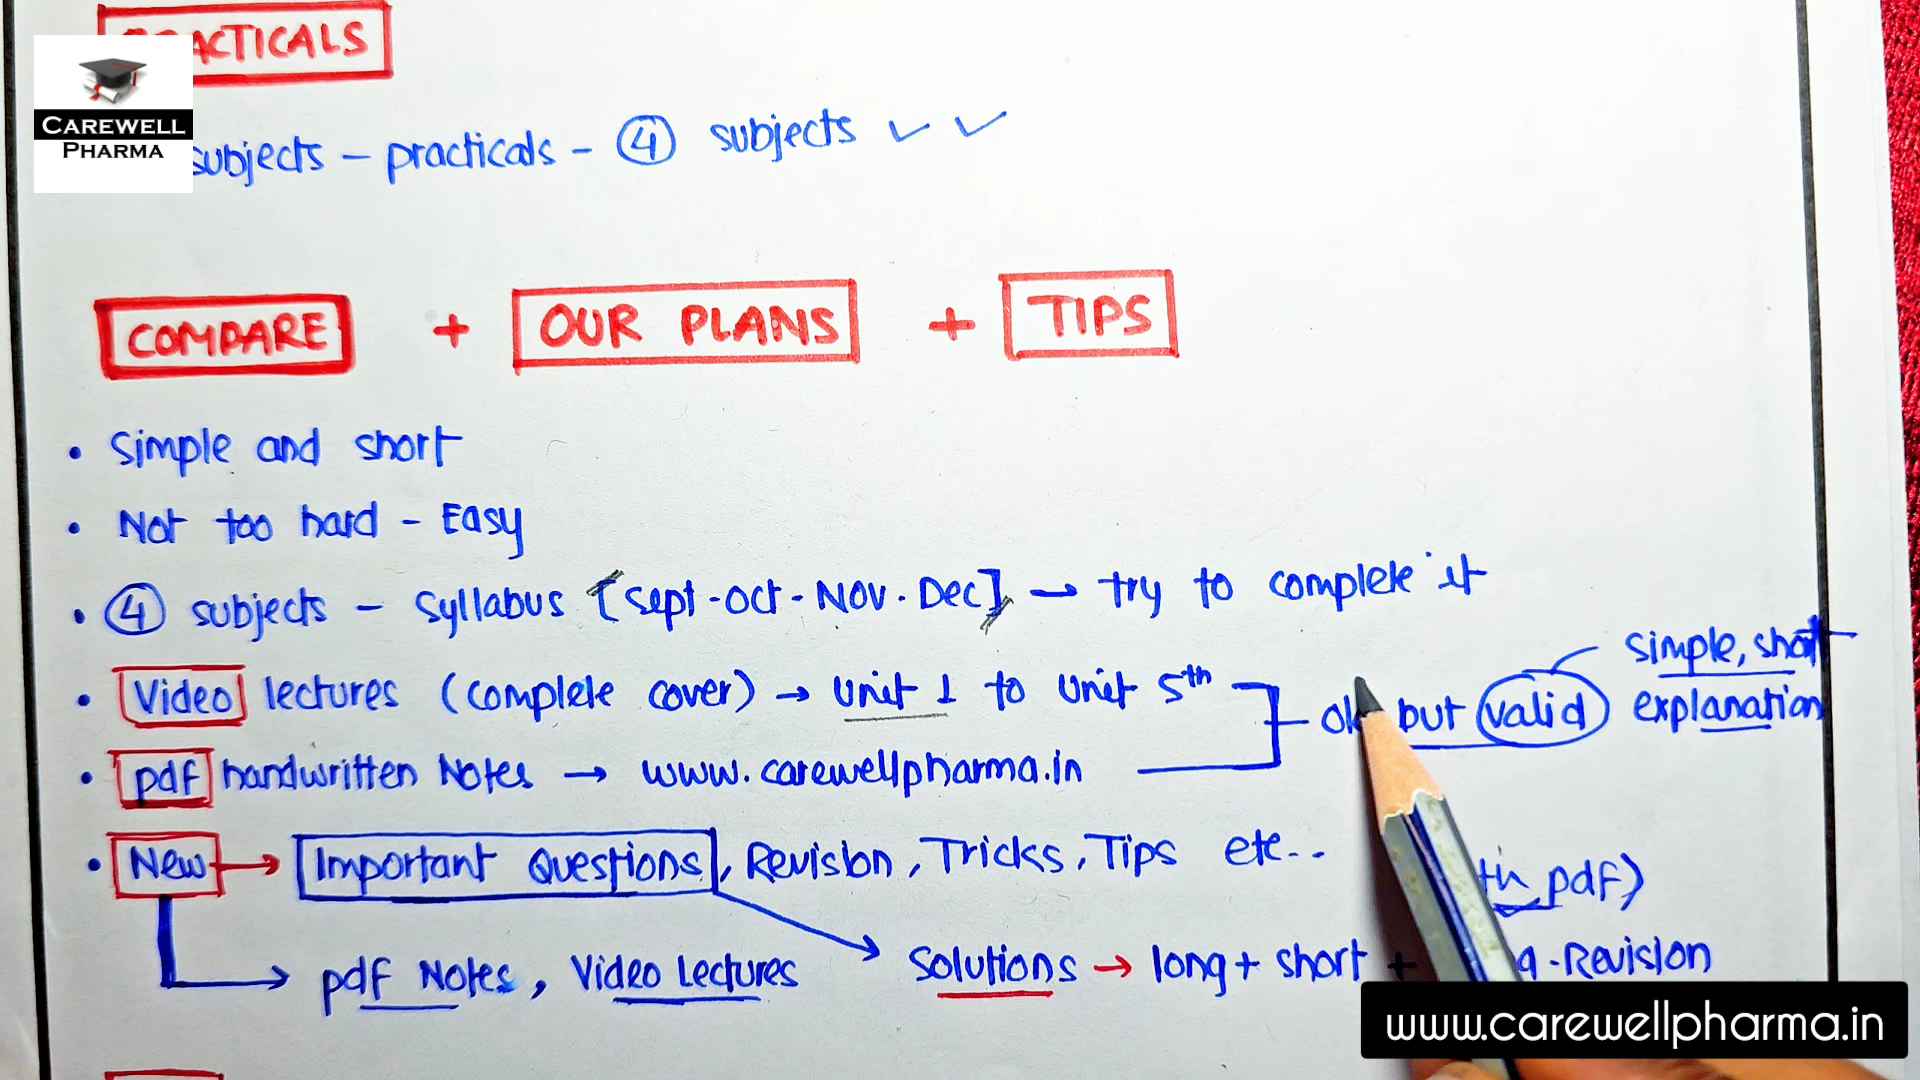 PRACTICALS
CAREWELL
PHARMA
subjects – practicals – 4 subjects ✓ ✓
COMPARE + OUR PLANS + TIPS
• Simple and short
• Not too hard – Easy
• 4 subjects – syllabus [Sept-Oct-Nov-Dec] → Try to complete it
simple, short
• Video lectures (complete cover) → Unit 1 to Unit 5th
but valid explanation
• pdf handwritten Notes → www.carewellpharma.in
• New → Important Questions, Revision, Tricks, Tips etc..
pdf)
pdf Notes, Video Lectures
Solutions → long + short + -Revision
www.carewellpharma.in